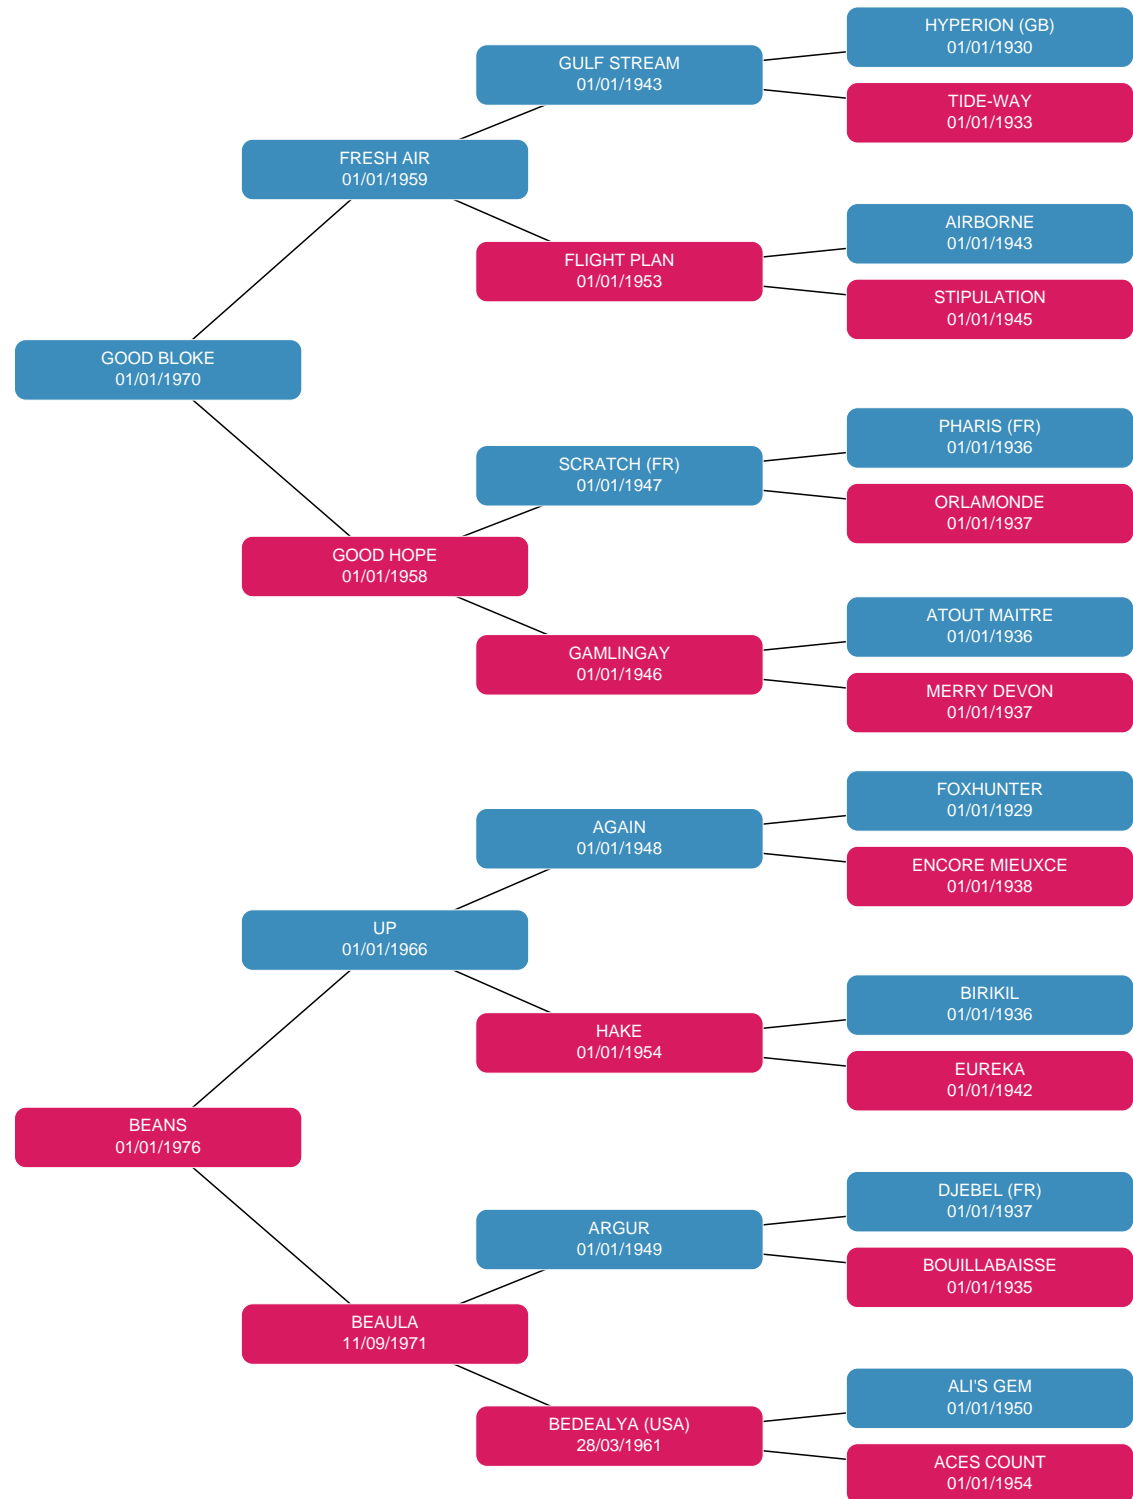 HYPERION (GB)
01/01/1930
GULF STREAM
01/01/1943
TIDE-WAY
01/01/1933
FRESH AIR
01/01/1959
AIRBORNE
01/01/1943
FLIGHT PLAN
01/01/1953
STIPULATION
01/01/1945
GOOD BLOKE
01/01/1970
PHARIS (FR)
01/01/1936
SCRATCH (FR)
01/01/1947
ORLAMONDE
01/01/1937
GOOD HOPE
01/01/1958
ATOUT MAITRE
01/01/1936
GAMLINGAY
01/01/1946
MERRY DEVON
01/01/1937
FOXHUNTER
01/01/1929
AGAIN
01/01/1948
ENCORE MIEUXCE
01/01/1938
UP
01/01/1966
BIRIKIL
01/01/1936
HAKE
01/01/1954
EUREKA
01/01/1942
BEANS
01/01/1976
DJEBEL (FR)
01/01/1937
ARGUR
01/01/1949
BOUILLABAISSE
01/01/1935
BEAULA
11/09/1971
ALI'S GEM
01/01/1950
BEDEALYA (USA)
28/03/1961
ACES COUNT
01/01/1954